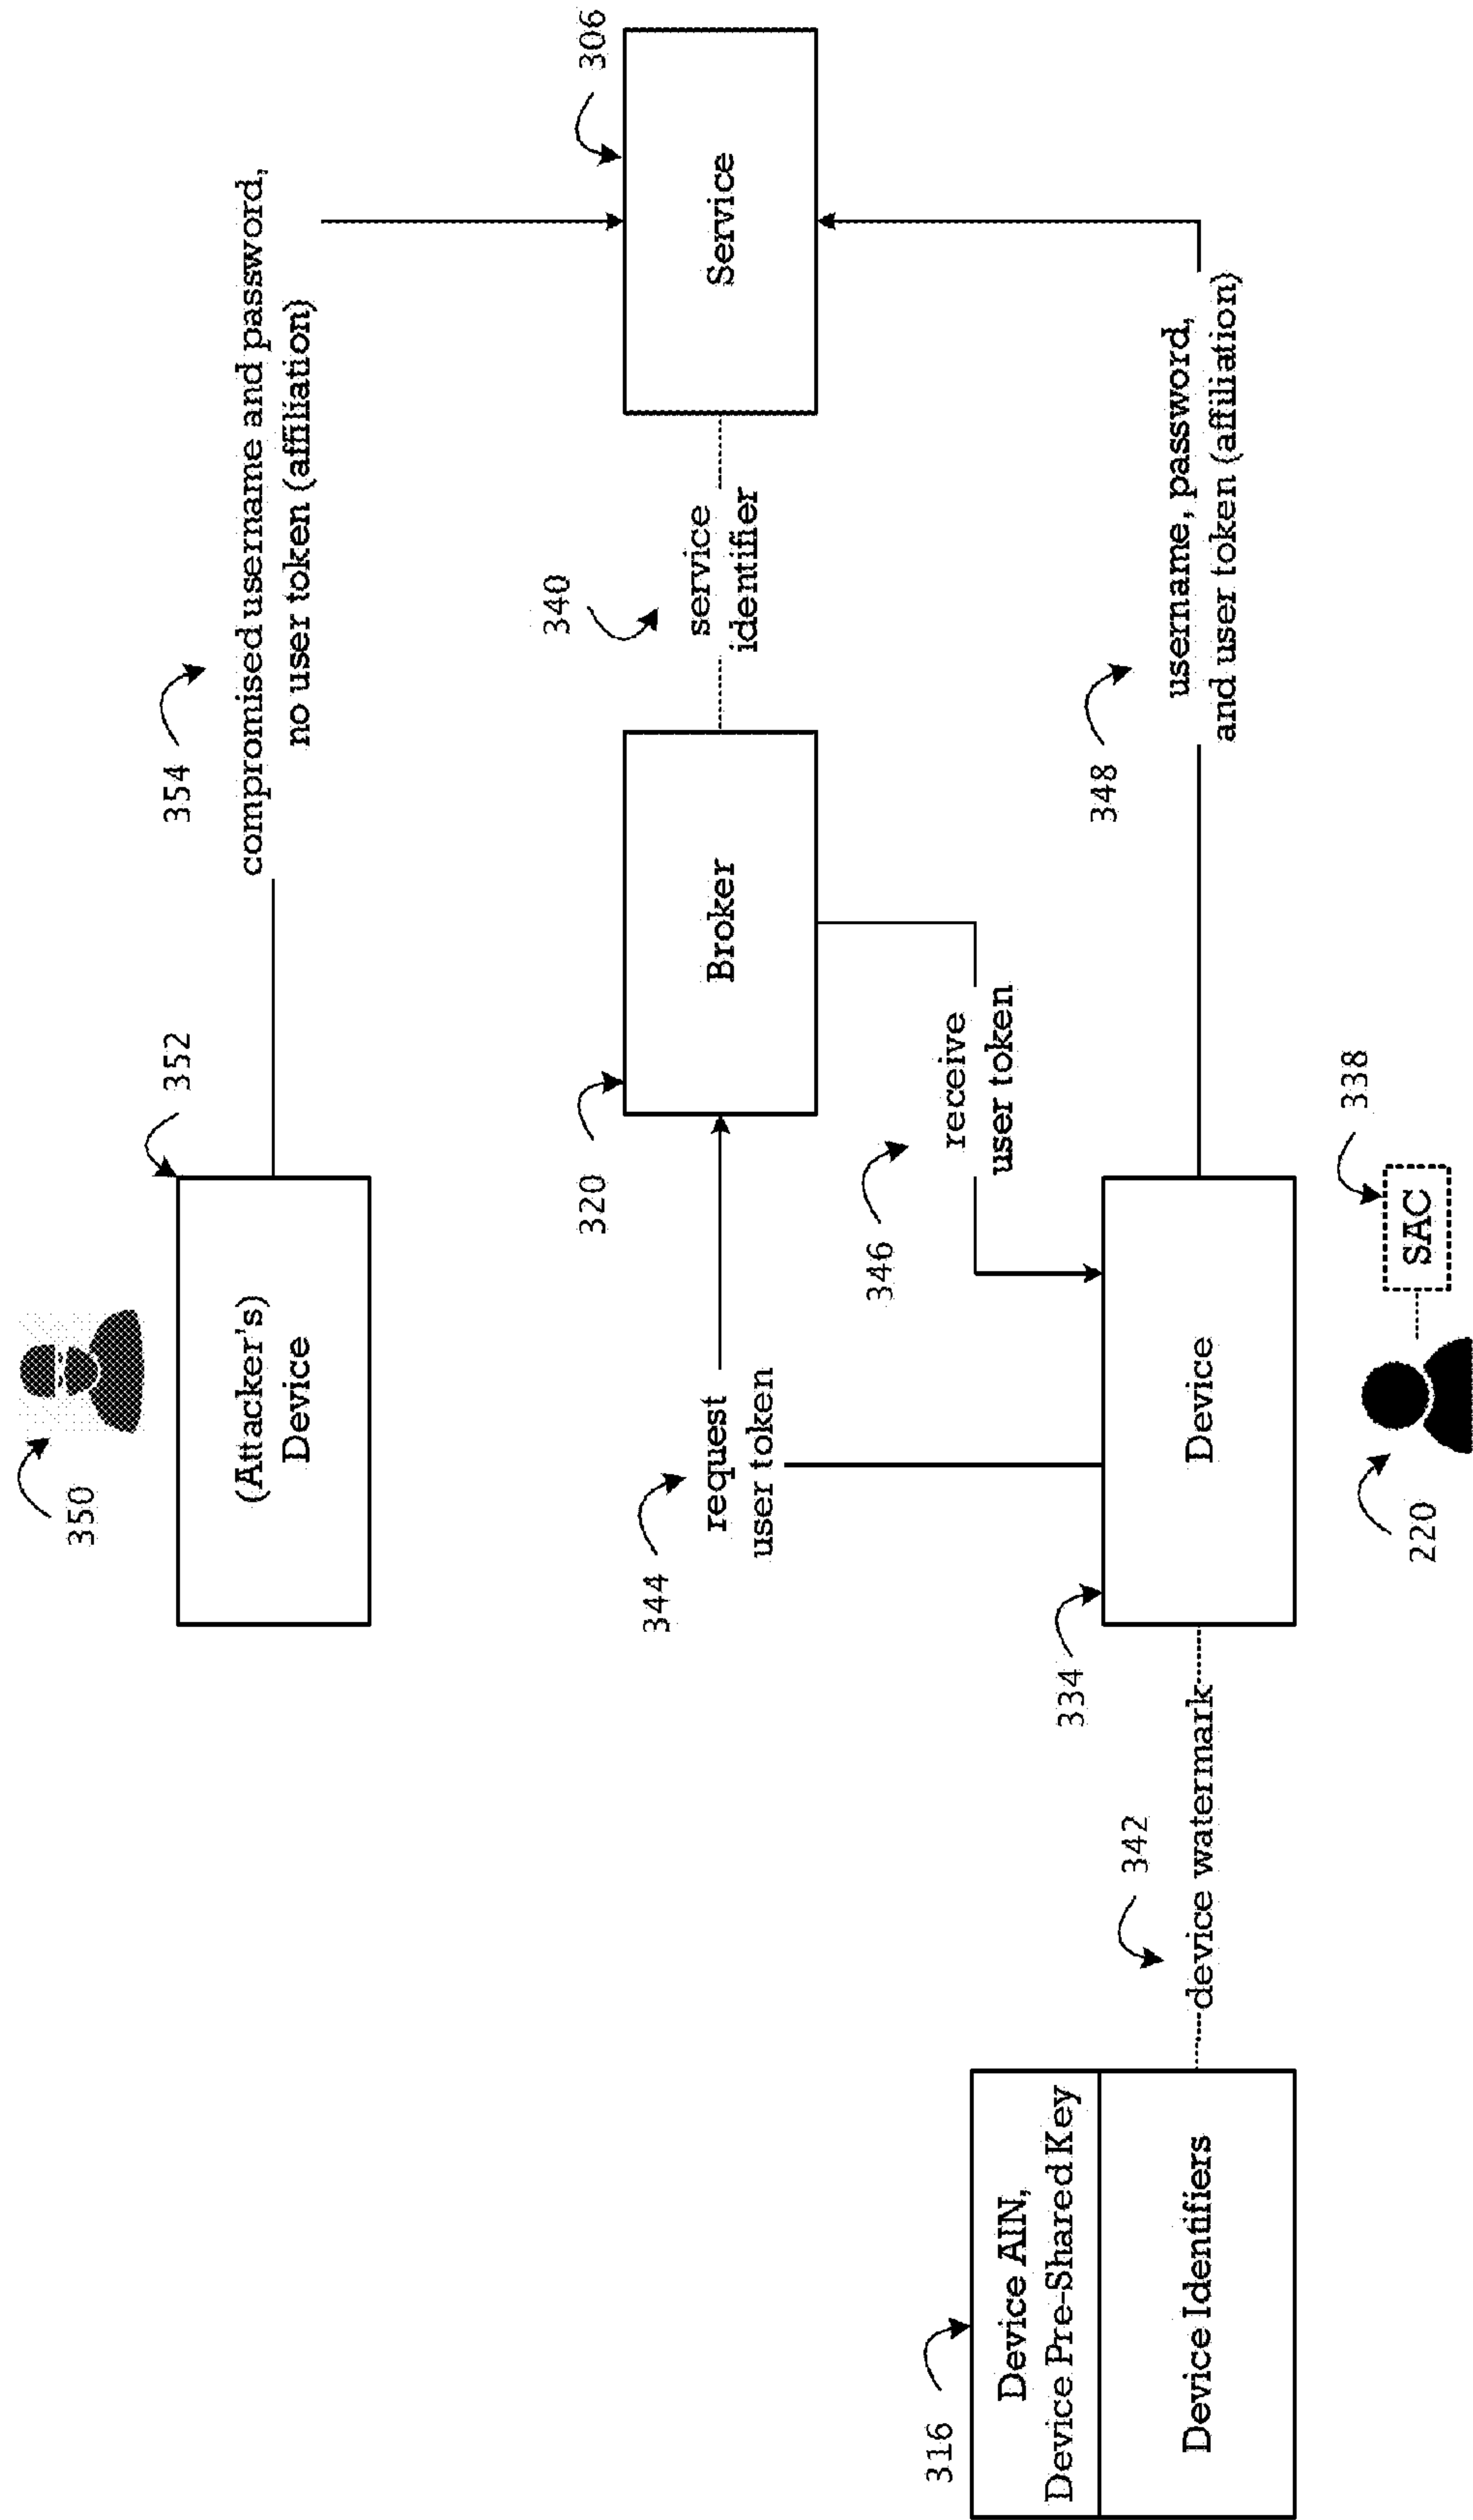 350
(Attacker's)
Device
352
354
compromised username and password,
no user token (affiliation)
344
request
user token
320
Broker
340
service
identifier
306
Service
346
receive
user token
316
Device AIN,
Device Pre-Shared Key
Device Identifiers
342
device watermark
334
Device
348
username, password,
and user token (affiliation)
220
SAC
338